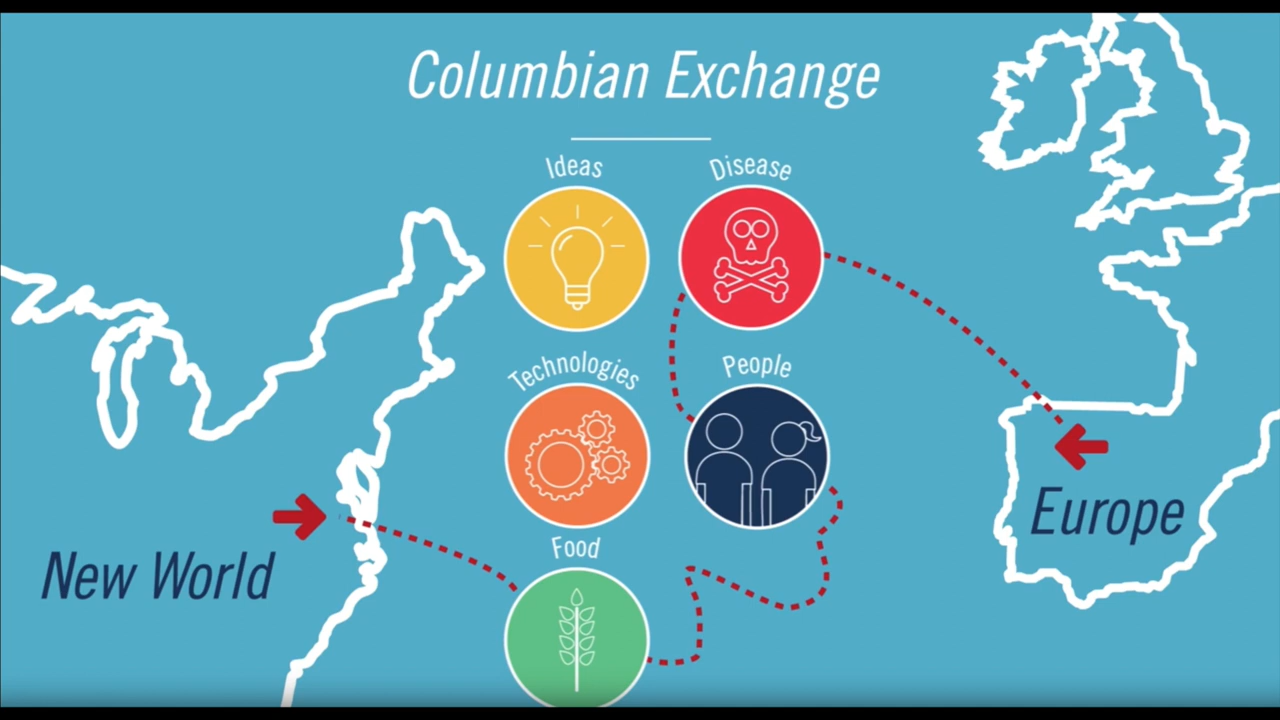 Columbian Exchange
Ideas
Disease
Technologies
People
Food
New World
Europe